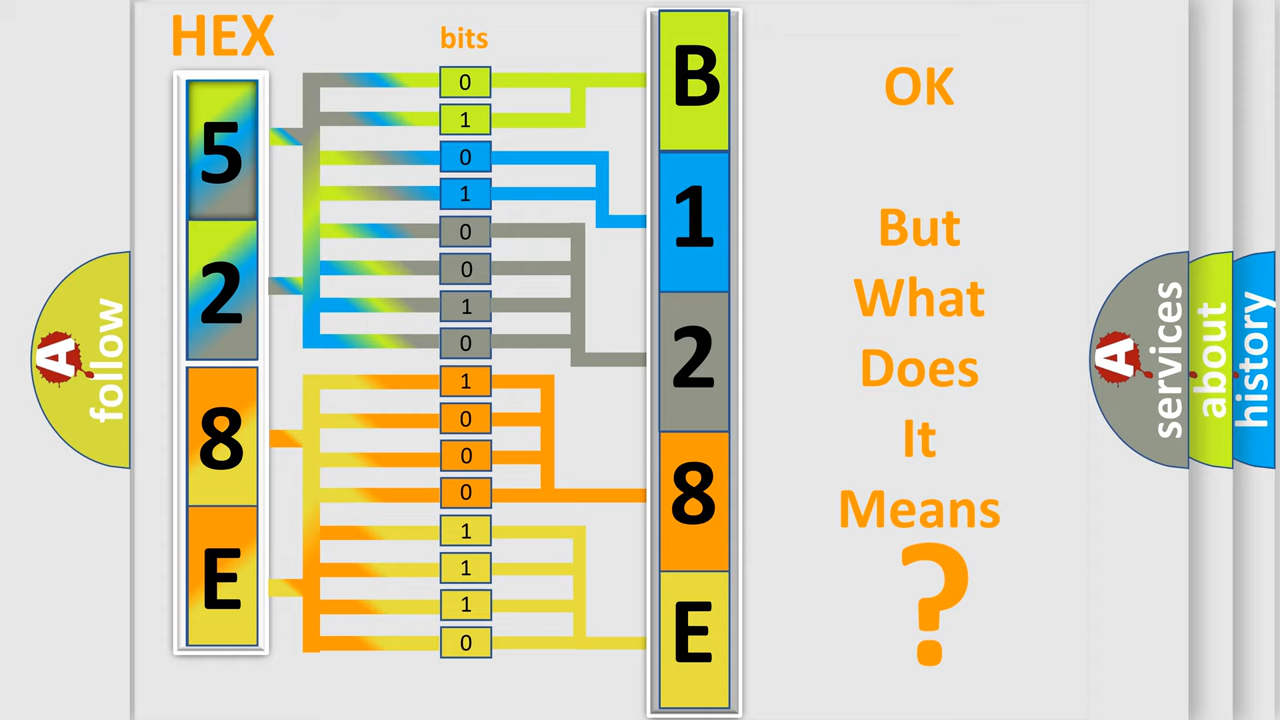 HEX
bits
5
2
8
E
0
1
0
1
0
0
1
0
1
0
0
0
1
1
1
0
B
1
2
8
E
OK
But
What
Does
It
Means
?
A
follow
A
services
about
history